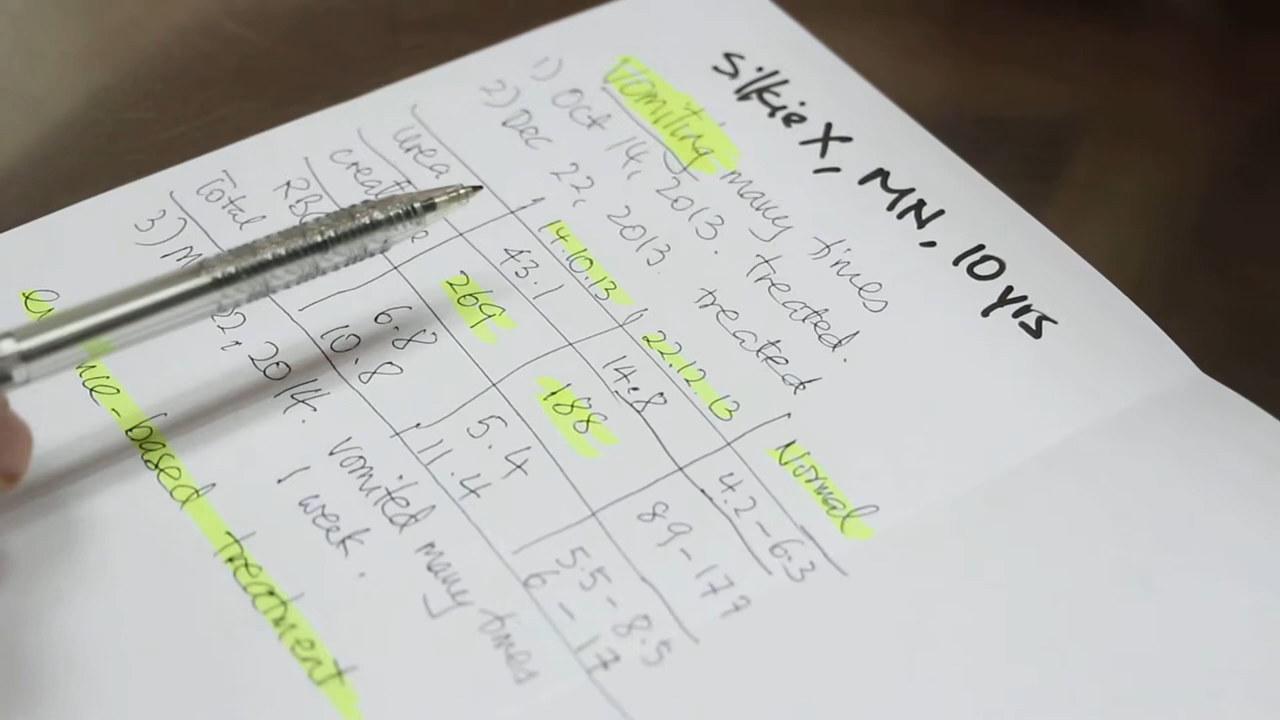 Silkie X, MN, 10 yrs
Vomiting many times
1) Oct 14, 2013. treated.
2) Dec 22, 2013. treated
14.10.13 22.12.13 Normal
urea 43.1 14.8 4.2-6.3
269 188 89-177
RBC 6.8 5.4 5.5-8.5
Total 10.8 11.4 6-17
3) 2014. vomited many times
1 week.
-based treatment